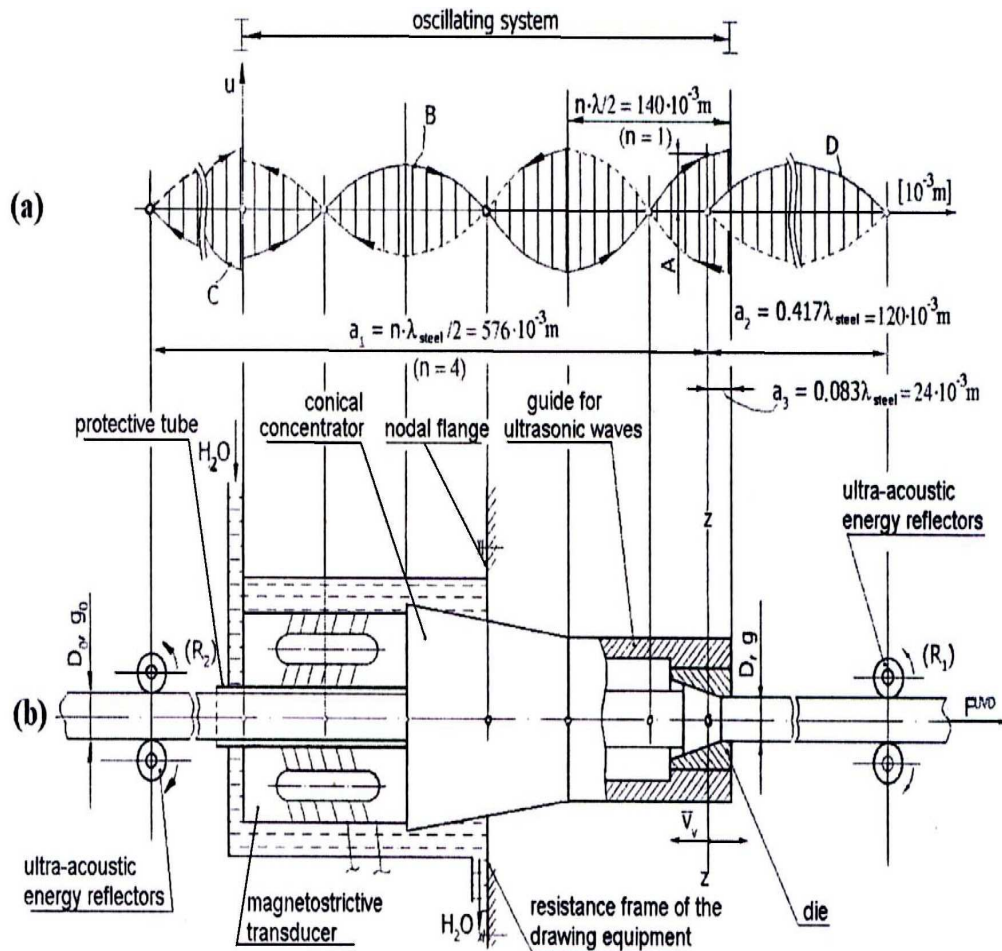 oscillating system
u
B
n·λ/2 = 140·10⁻³m
(n = 1)
D
(a)
[10⁻³m]
C
A
a₁ = n·λsteel/2 = 576·10⁻³m
(n = 4)
a₂ = 0.417λsteel = 120·10⁻³m
a₃ = 0,083λsteel = 24·10⁻³m
protective tube
conical
concentrator
nodal flange
guide for
ultrasonic waves
H₂O
ultra-acoustic
energy reflectors
z
D₀, g₀
(R₂)
D, g
(R₁)
(b)
Fᵁⱽᴰ
V̄ᵥ
z
ultra-acoustic
energy reflectors
magnetostrictive
transducer
H₂O
resistance frame of the
drawing equipment
die